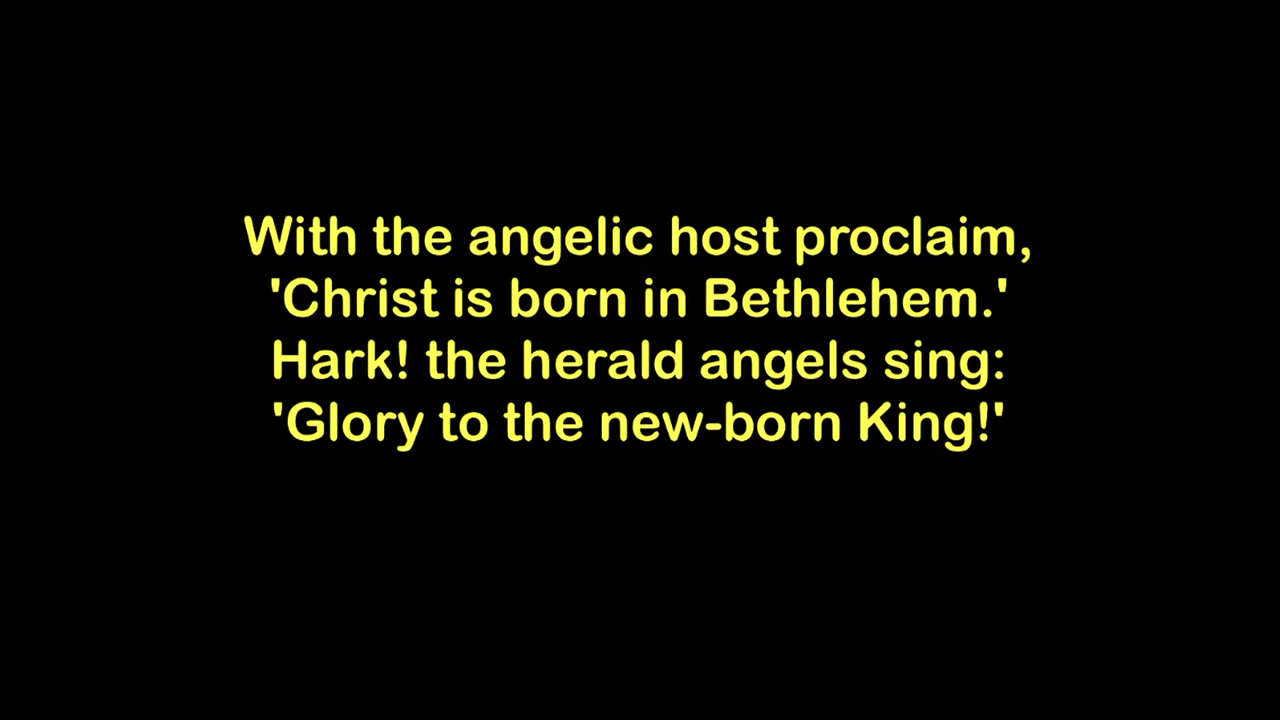 With the angelic host proclaim,
'Christ is born in Bethlehem.'
Hark! the herald angels sing:
'Glory to the new-born King!'